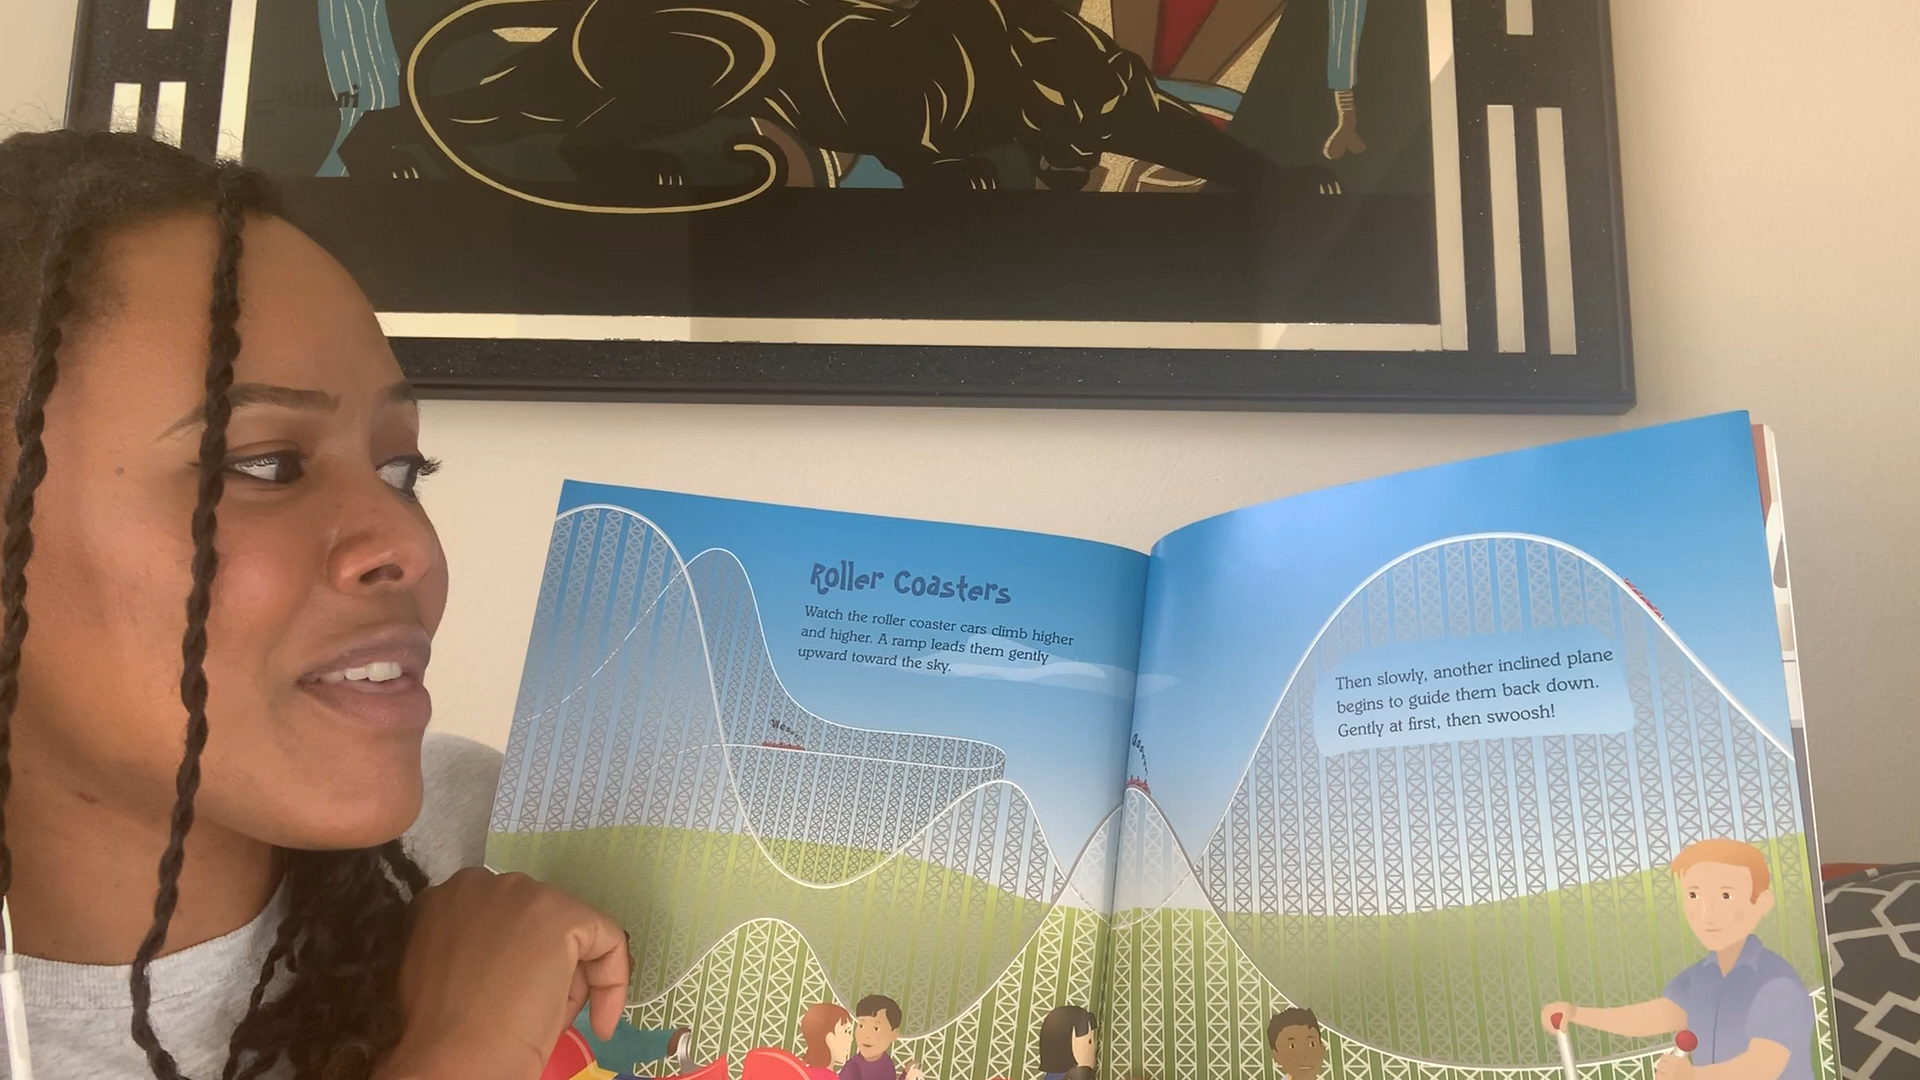 Roller Coasters
Watch the roller coaster cars climb higher
and higher. A ramp leads them gently
upward toward the sky.
Then slowly, another inclined plane
begins to guide them back down.
Gently at first, then swoosh!